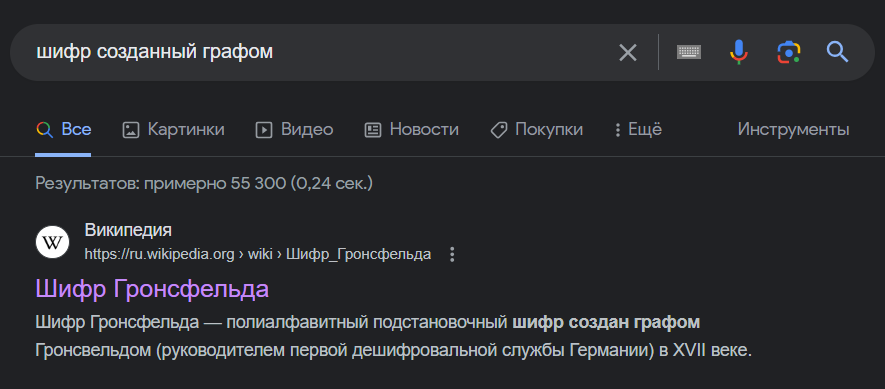 шифр созданный графом
Все Картинки Видео Новости Покупки Ещё Инструменты
Результатов: примерно 55 300 (0,24 сек.)
W Википедия
https://ru.wikipedia.org › wiki › Шифр_Гронсфельда
Шифр Гронсфельда
Шифр Гронсфельда — полиалфавитный подстановочный шифр создан графом
Гронсвельдом (руководителем первой дешифровальной службы Германии) в XVII веке.